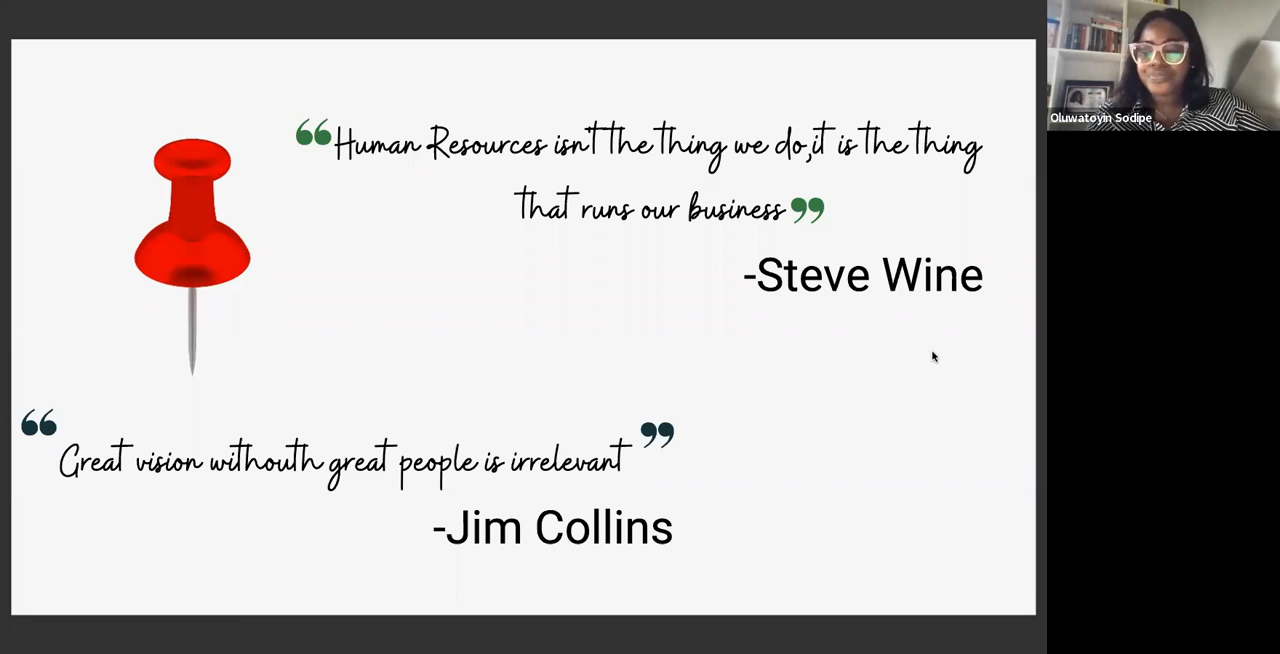 “Human Resources isn't the thing we do,it is the thing
that runs our business”
-Steve Wine
“Great vision withouth great people is irrelevant”
-Jim Collins
Oluwatoyin Sodipe